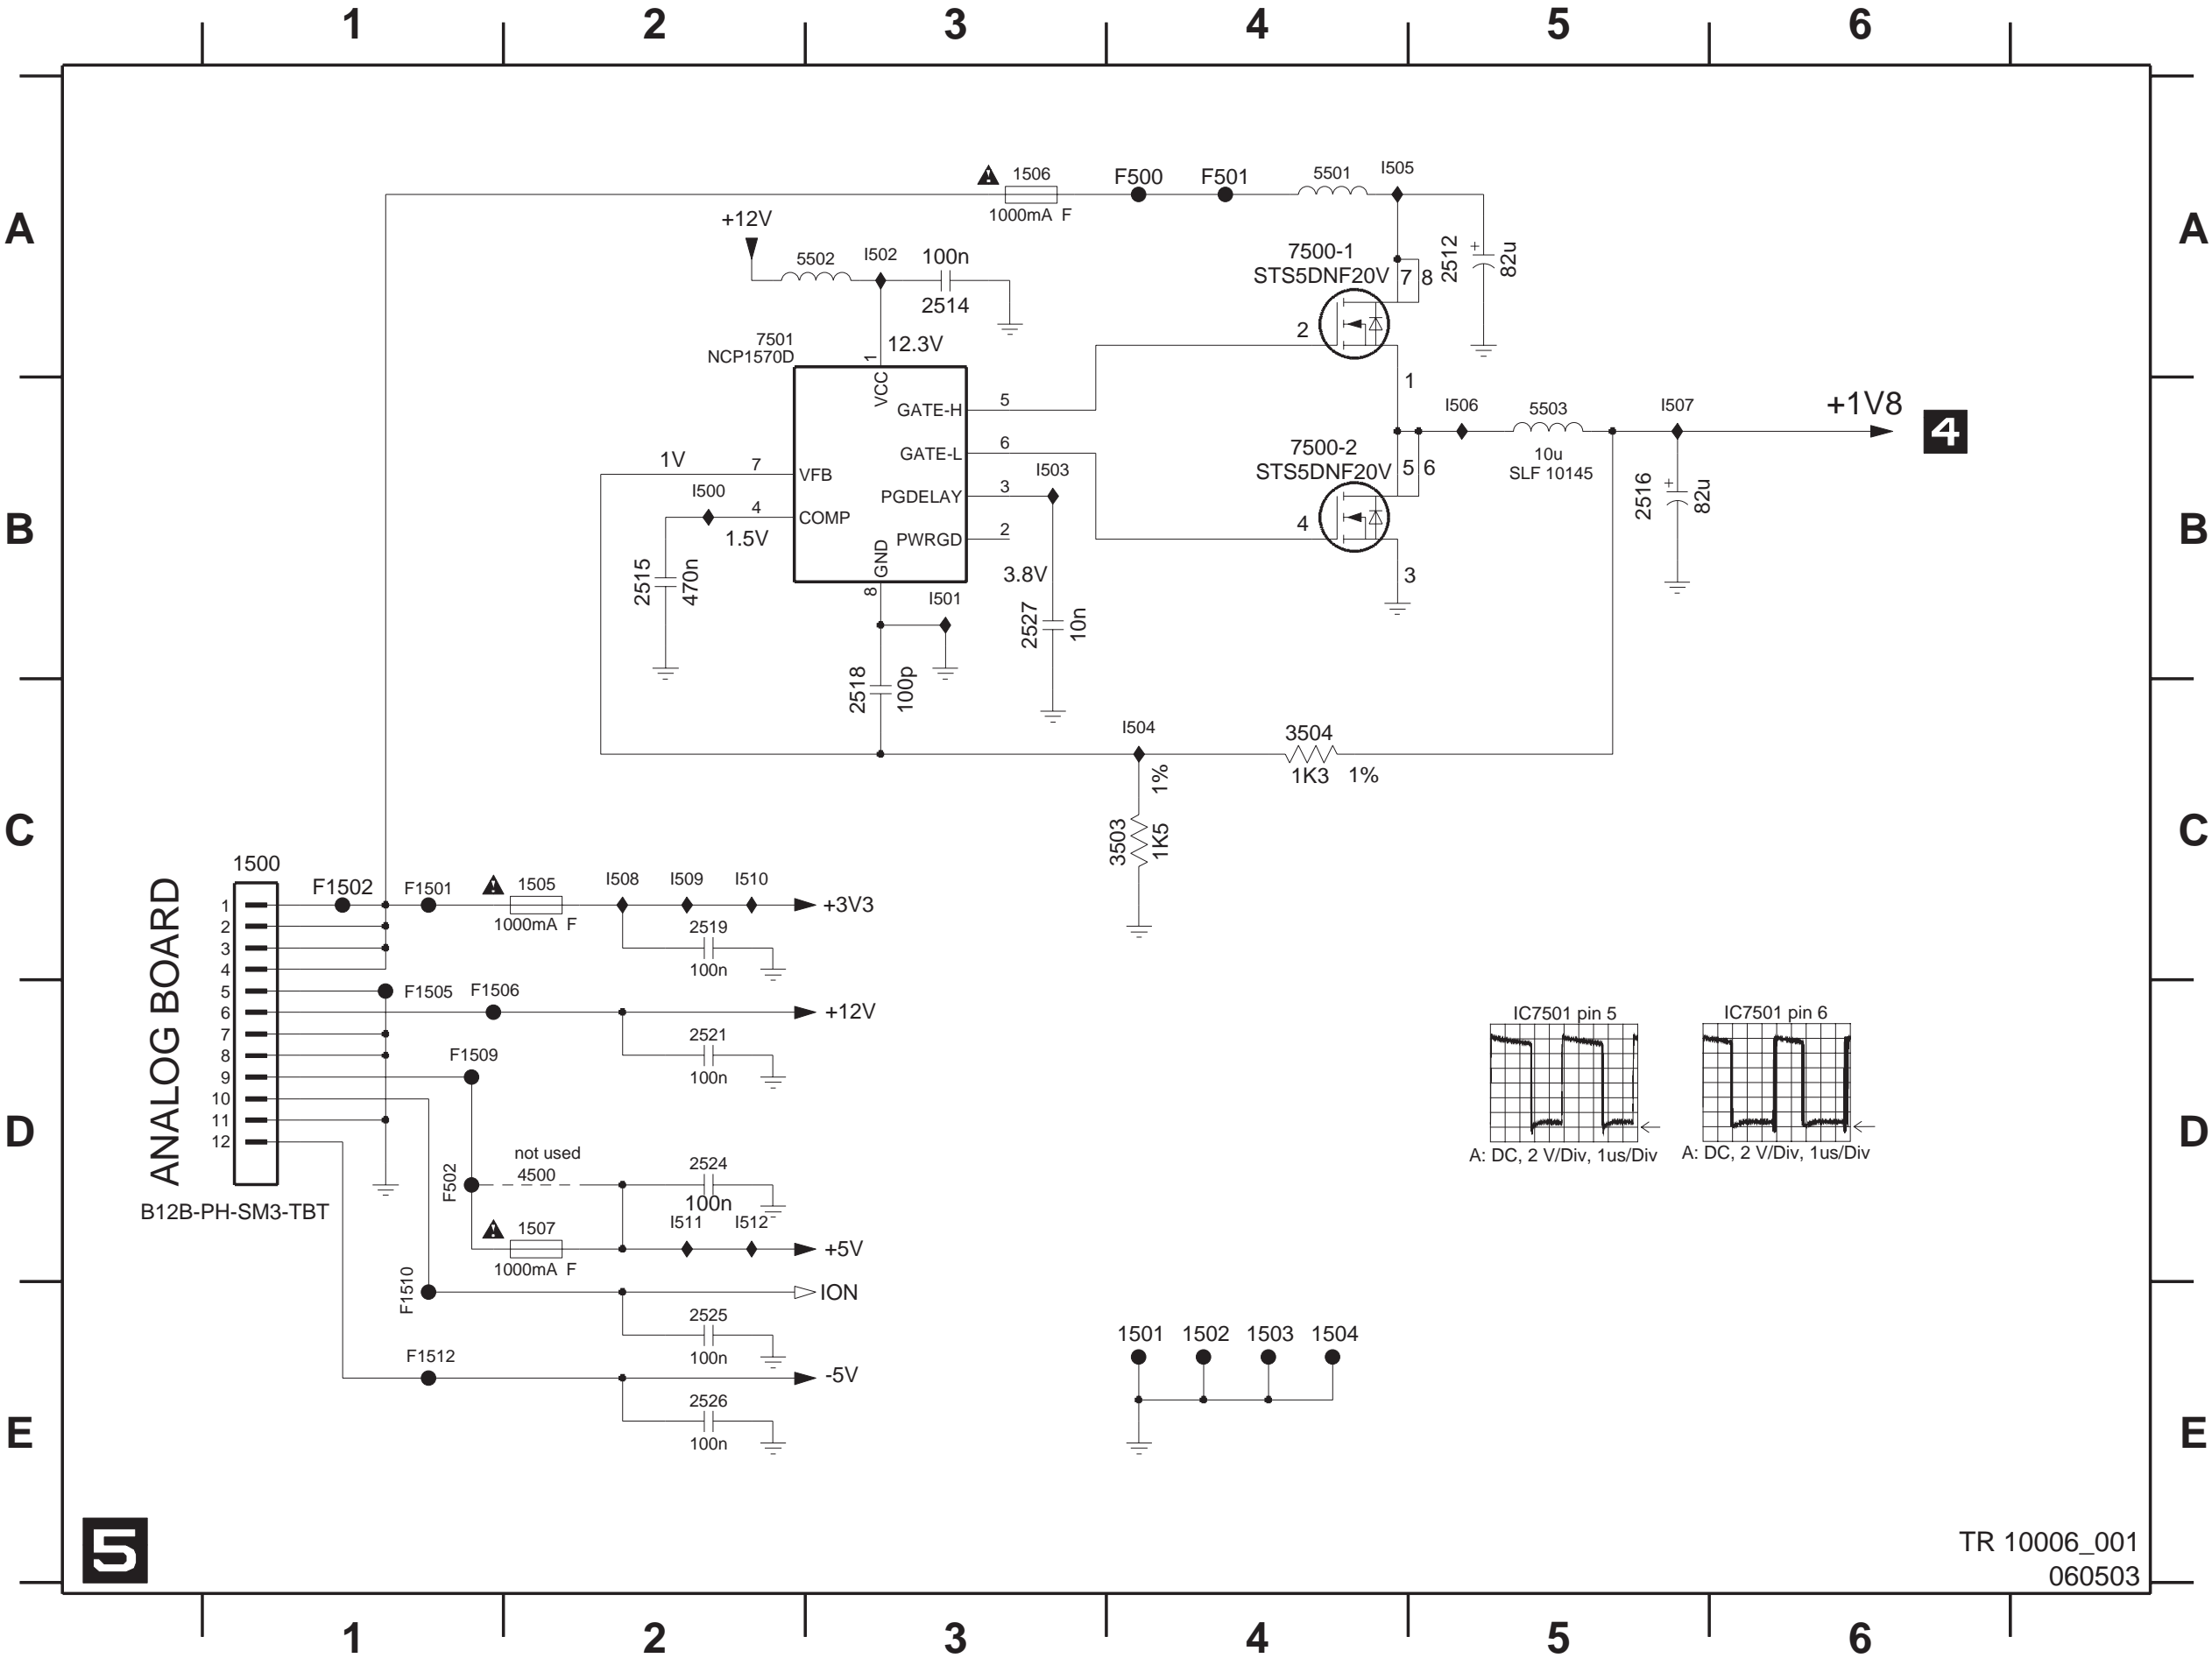 1 2 3 4 5 6
A A
1506 F500 F501 5501 I505
1000mA F
+12V
5502 I502 100n
2514
7500-1
STS5DNF20V
7 8
2512 + 82u
2
7501
NCP1570D
1 12.3V
VCC
1
GATE-H 5
I506 5503 I507 +1V8 4
10u
SLF 10145
GATE-L 6
7500-2
STS5DNF20V
5 6
1V 7 VFB
I503
PGDELAY 3
I500
4 COMP
1.5V
2516 + 82u
B B
4
PWRGD 2
GND
8
3.8V
3
2515 470n
I501
2527 10n
2518 100p
I504 3504
1K3 1%
1%
3503 1K5
C C
ANALOG BOARD
1500
1 F1502 F1501 1505 I508 I509 I510 +3V3
1000mA F
2
3
4
2519
100n
5 F1505 F1506
6 +12V
7
8
2521
100n
F1509
9
10
11
12
IC7501 pin 5 IC7501 pin 6
A: DC, 2 V/Div, 1us/Div A: DC, 2 V/Div, 1us/Div
D D
not used
4500
F502
2524
100n
B12B-PH-SM3-TBT
1507 I511 I512 +5V
1000mA F
F1510
ION
2525
100n
F1512
-5V
2526
100n
1501 1502 1503 1504
E E
5
TR 10006_001
060503
1 2 3 4 5 6